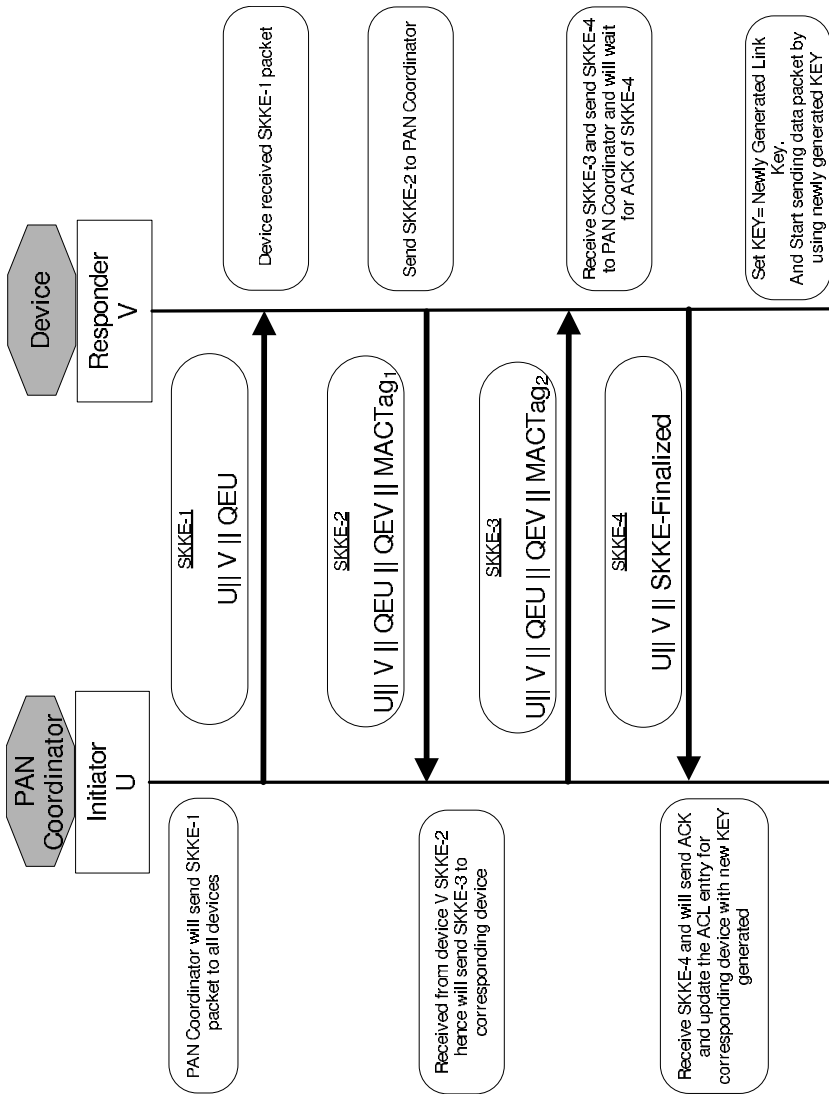 PAN
Coordinator
Initiator
U
Device
Responder
V
PAN Coordinator will send SKKE-1
packet to all devices
SKKE-1
U|| V || QEU
Device received SKKE-1 packet
SKKE-2
U|| V || QEU || QEV || MACTag1
Send SKKE-2 to PAN Coordinator
Received from device V SKKE-2
hence will send SKKE-3 to
corresponding device
SKKE-3
U|| V || QEU || QEV || MACTag2
Receive SKKE-3 and send SKKE-4
to PAN Coordinator and will wait
for ACK of SKKE-4
SKKE-4
U|| V || SKKE-Finalized
Receive SKKE-4 and will send ACK
and update the ACL entry for
corresponding device with new KEY
generated
Set KEY= Newly Generated Link
Key.
And Start sending data packet by
using newly generated KEY